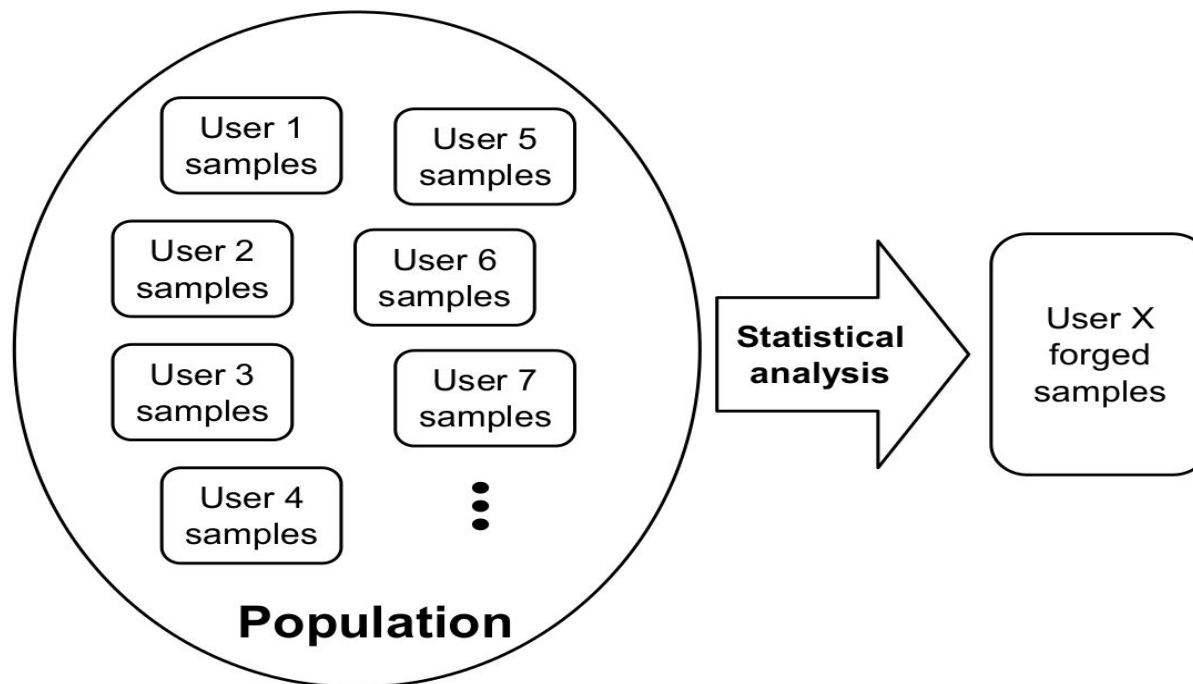 User 1
samples
User 5
samples
User 2
samples
User 6
samples
User 3
samples
User 7
samples
User 4
samples
Population
Statistical
analysis
User X
forged
samples